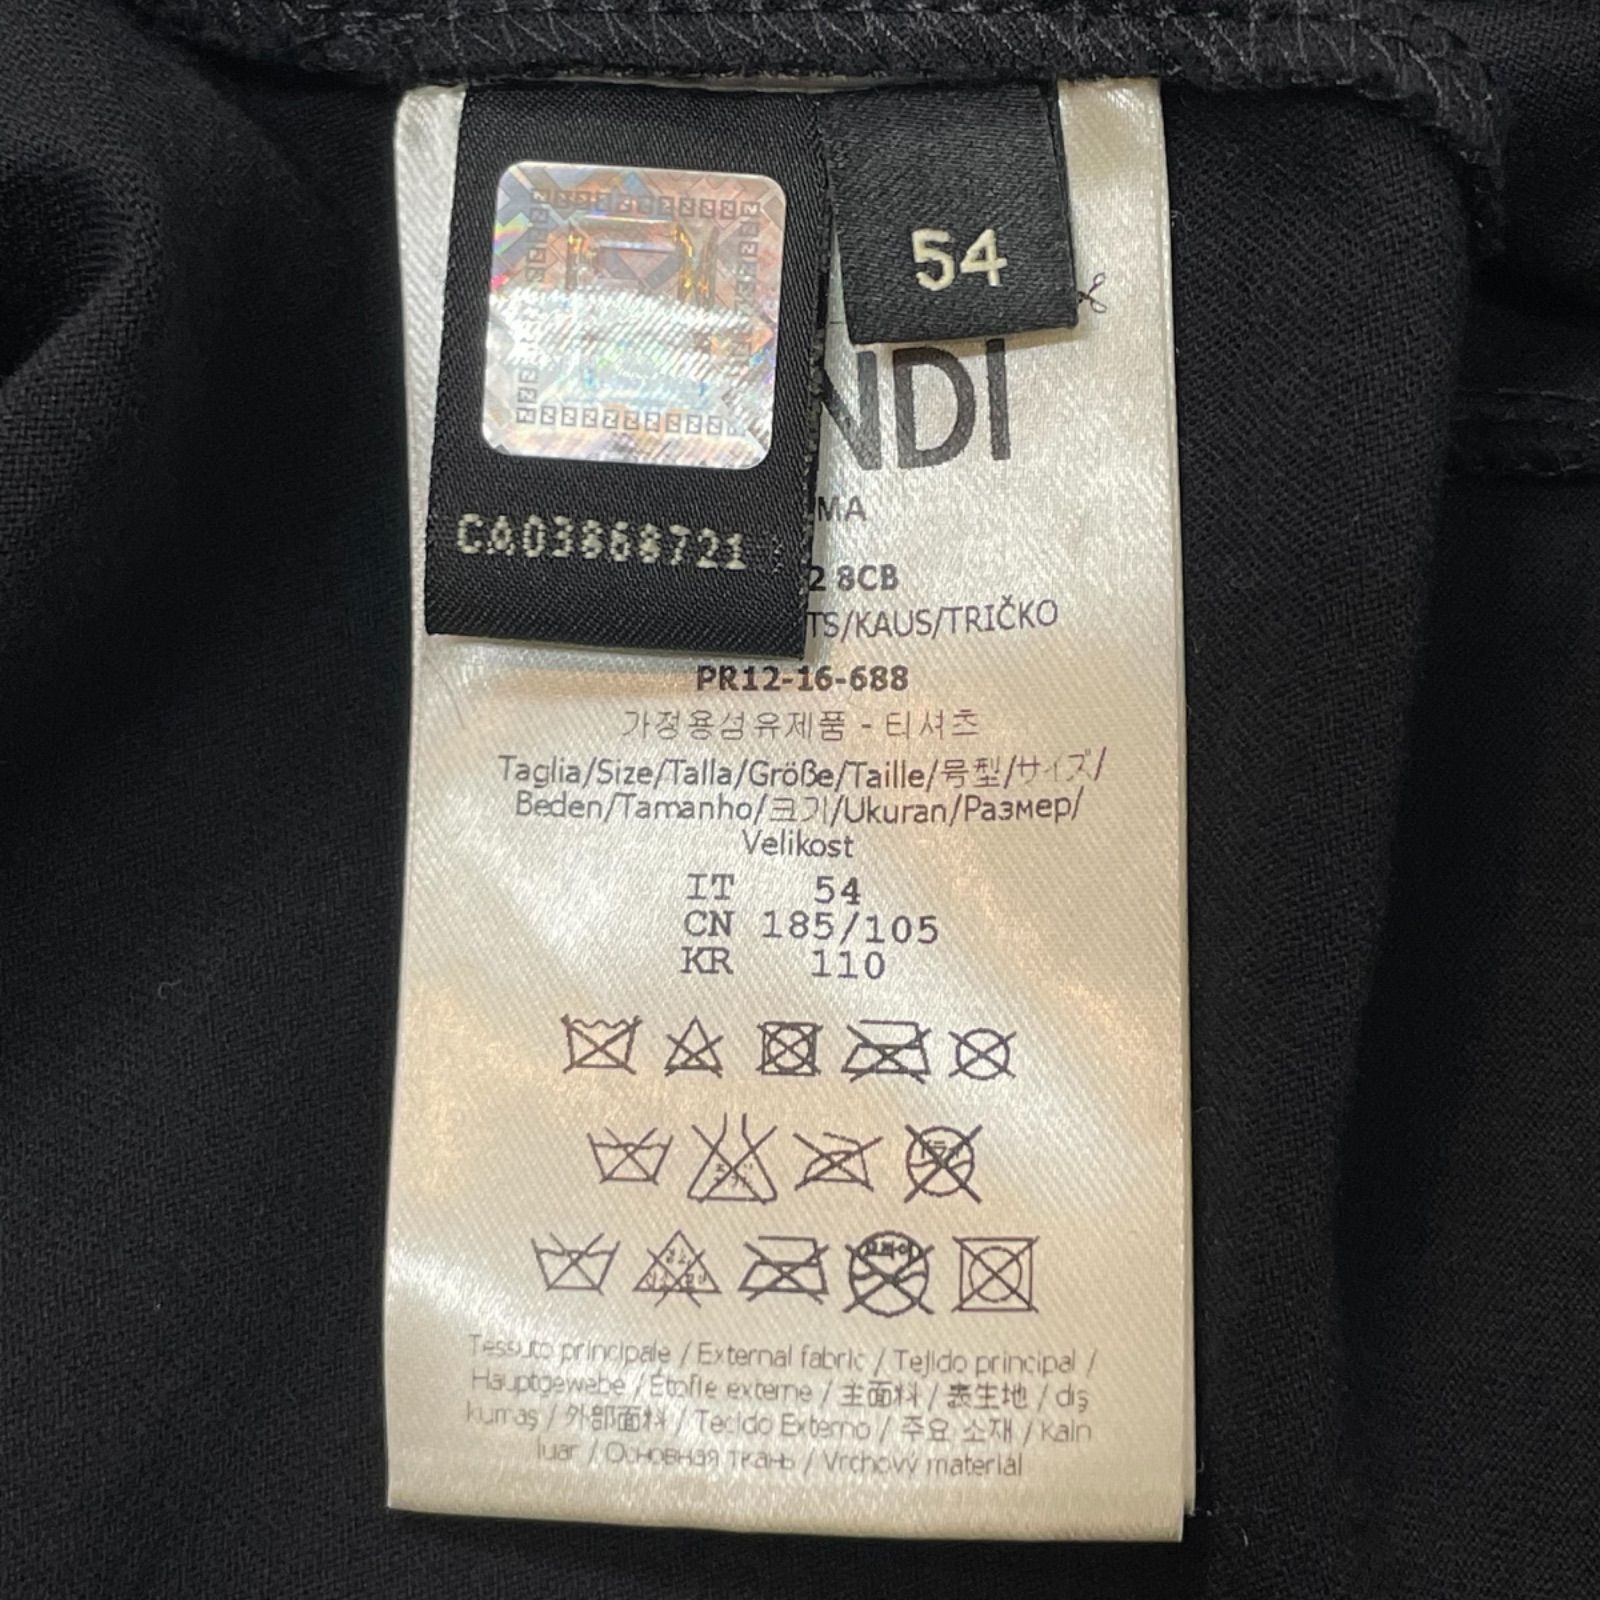 54
NDI
MA
CA03868721
2 8CB
TS/KAUS/TRIČKO
PR12-16-688
가정용섬유제품 - 티셔츠
Taglia/Size/Talla/Größe/Taille/号型/サイズ/
Beden/Tamanho/크기/Ukuran/Размер/
Velikost
IT 54
CN 185/105
KR 110
Tessuto principale / External fabric / Tejido principal /
Hauptgewebe / Etoffe externe / 主面料 / 表生地 / dış
kumaş / 外部面料 / Tecido Externo / 주요 소재 / Kain
luar / Основная ткань / Vrchový materiál